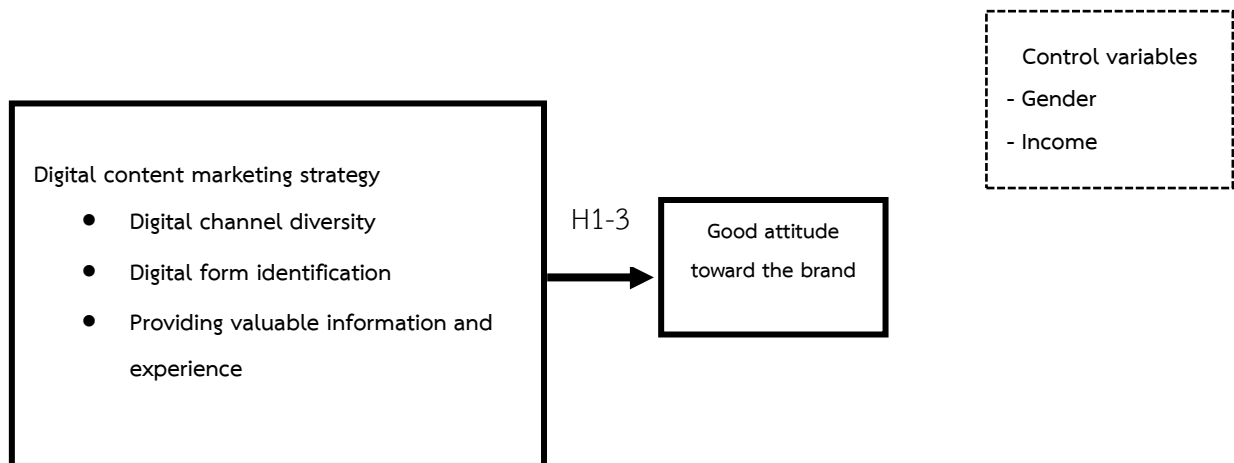 Control variables
- Gender
- Income
Digital content marketing strategy
● Digital channel diversity
● Digital form identification
● Providing valuable information and
experience
H1-3
Good attitude
toward the brand